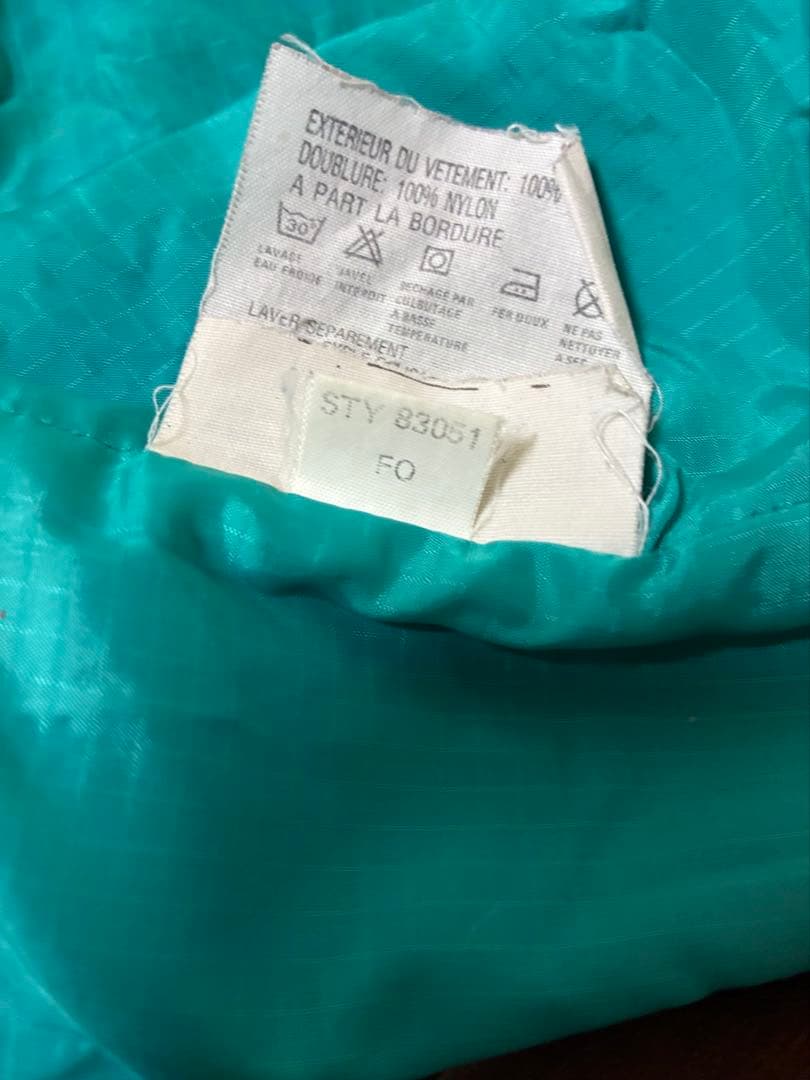 EXTERIEUR DU VETEMENT: 100%
DOUBLURE: 100% NYLON
A PART LA BORDURE
30°
LAVAGE
EAU FROIDE
JAVEL
INTERDIT
SECHAGE PAR
CULBUTAGE
A BASSE
TEMPERATURE
FER DOUX
NE PAS
NETTOYER
A SEC
LAVER SEPAREMENT
STY 83051
FO